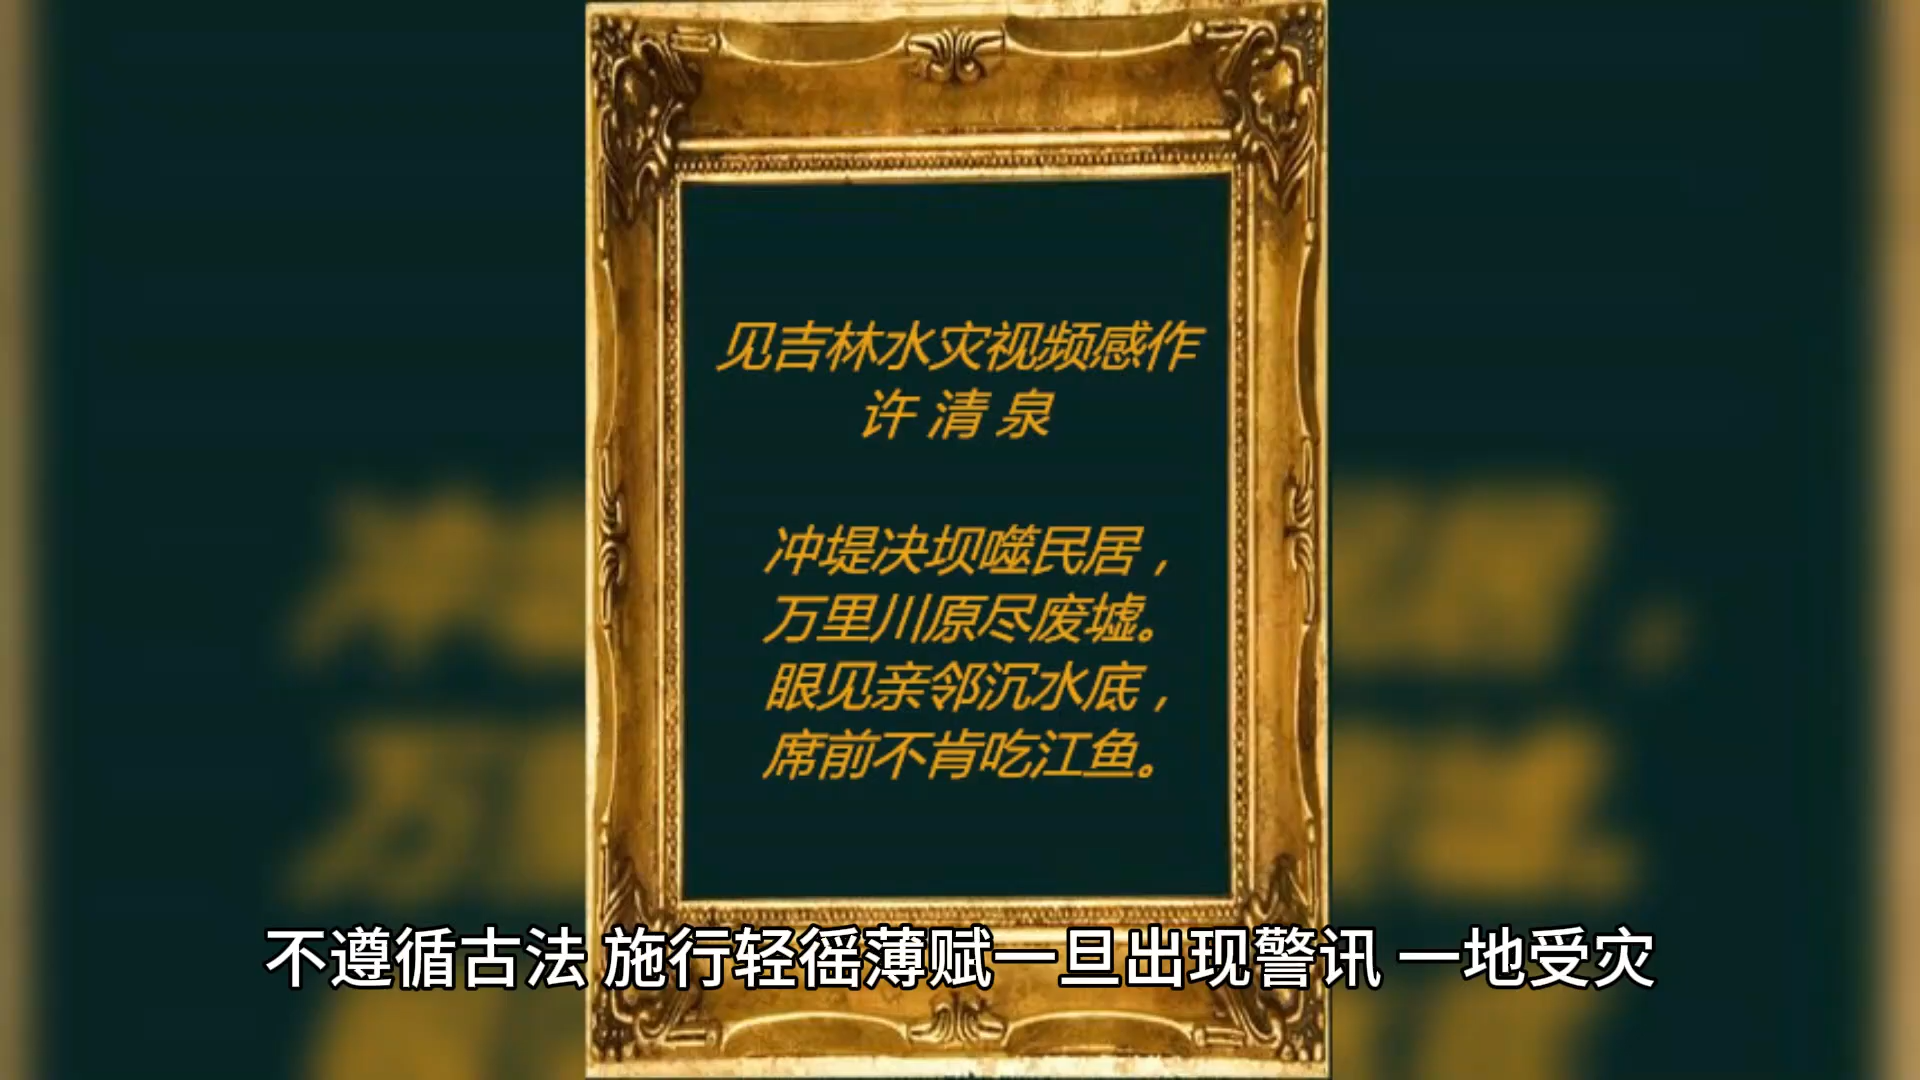 见吉林水灾视频感作
许 清 泉
冲堤决坝噬民居，
万里川原尽废墟。
眼见亲邻沉水底，
席前不肯吃江鱼。
不遵循古法 施行轻徭薄赋一旦出现警讯 一地受灾